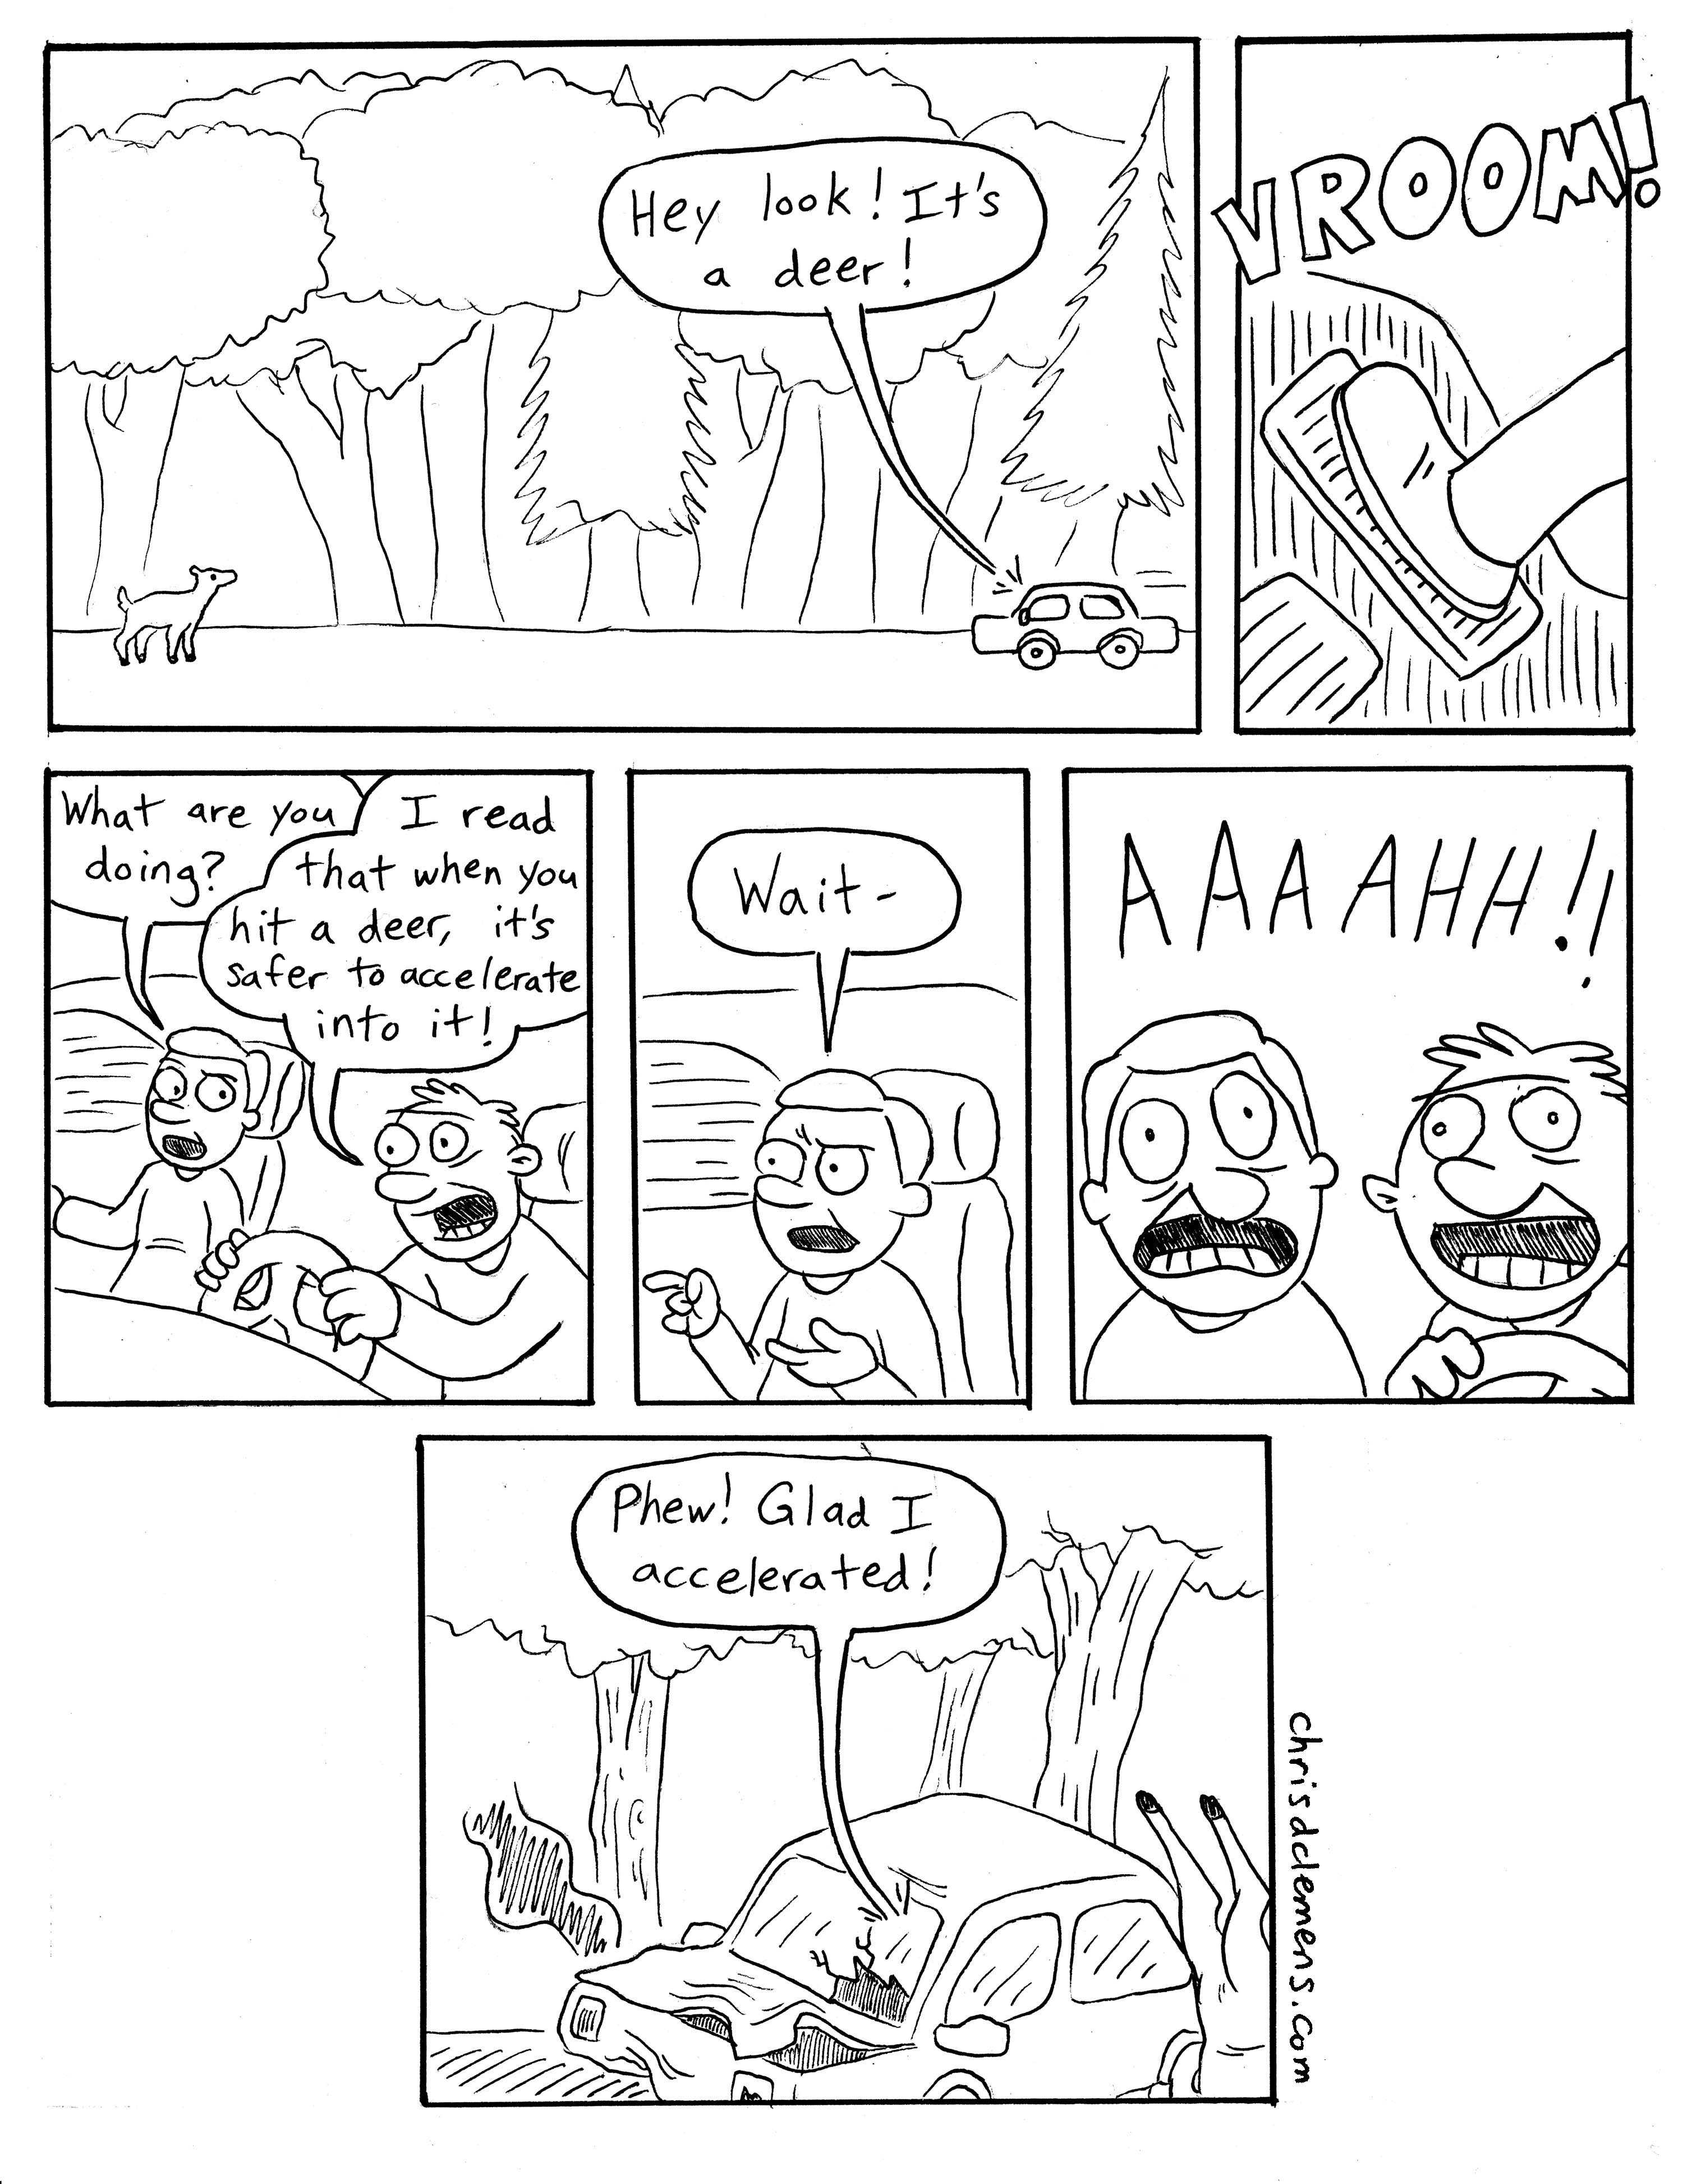 Hey look! It's
a deer!
VROOM!
What are you
doing?
I read
that when you
hit a deer, it's
safer to accelerate
into it!
Wait-
AAAAHH!!
Phew! Glad I
accelerated!
chrisdclemens.com